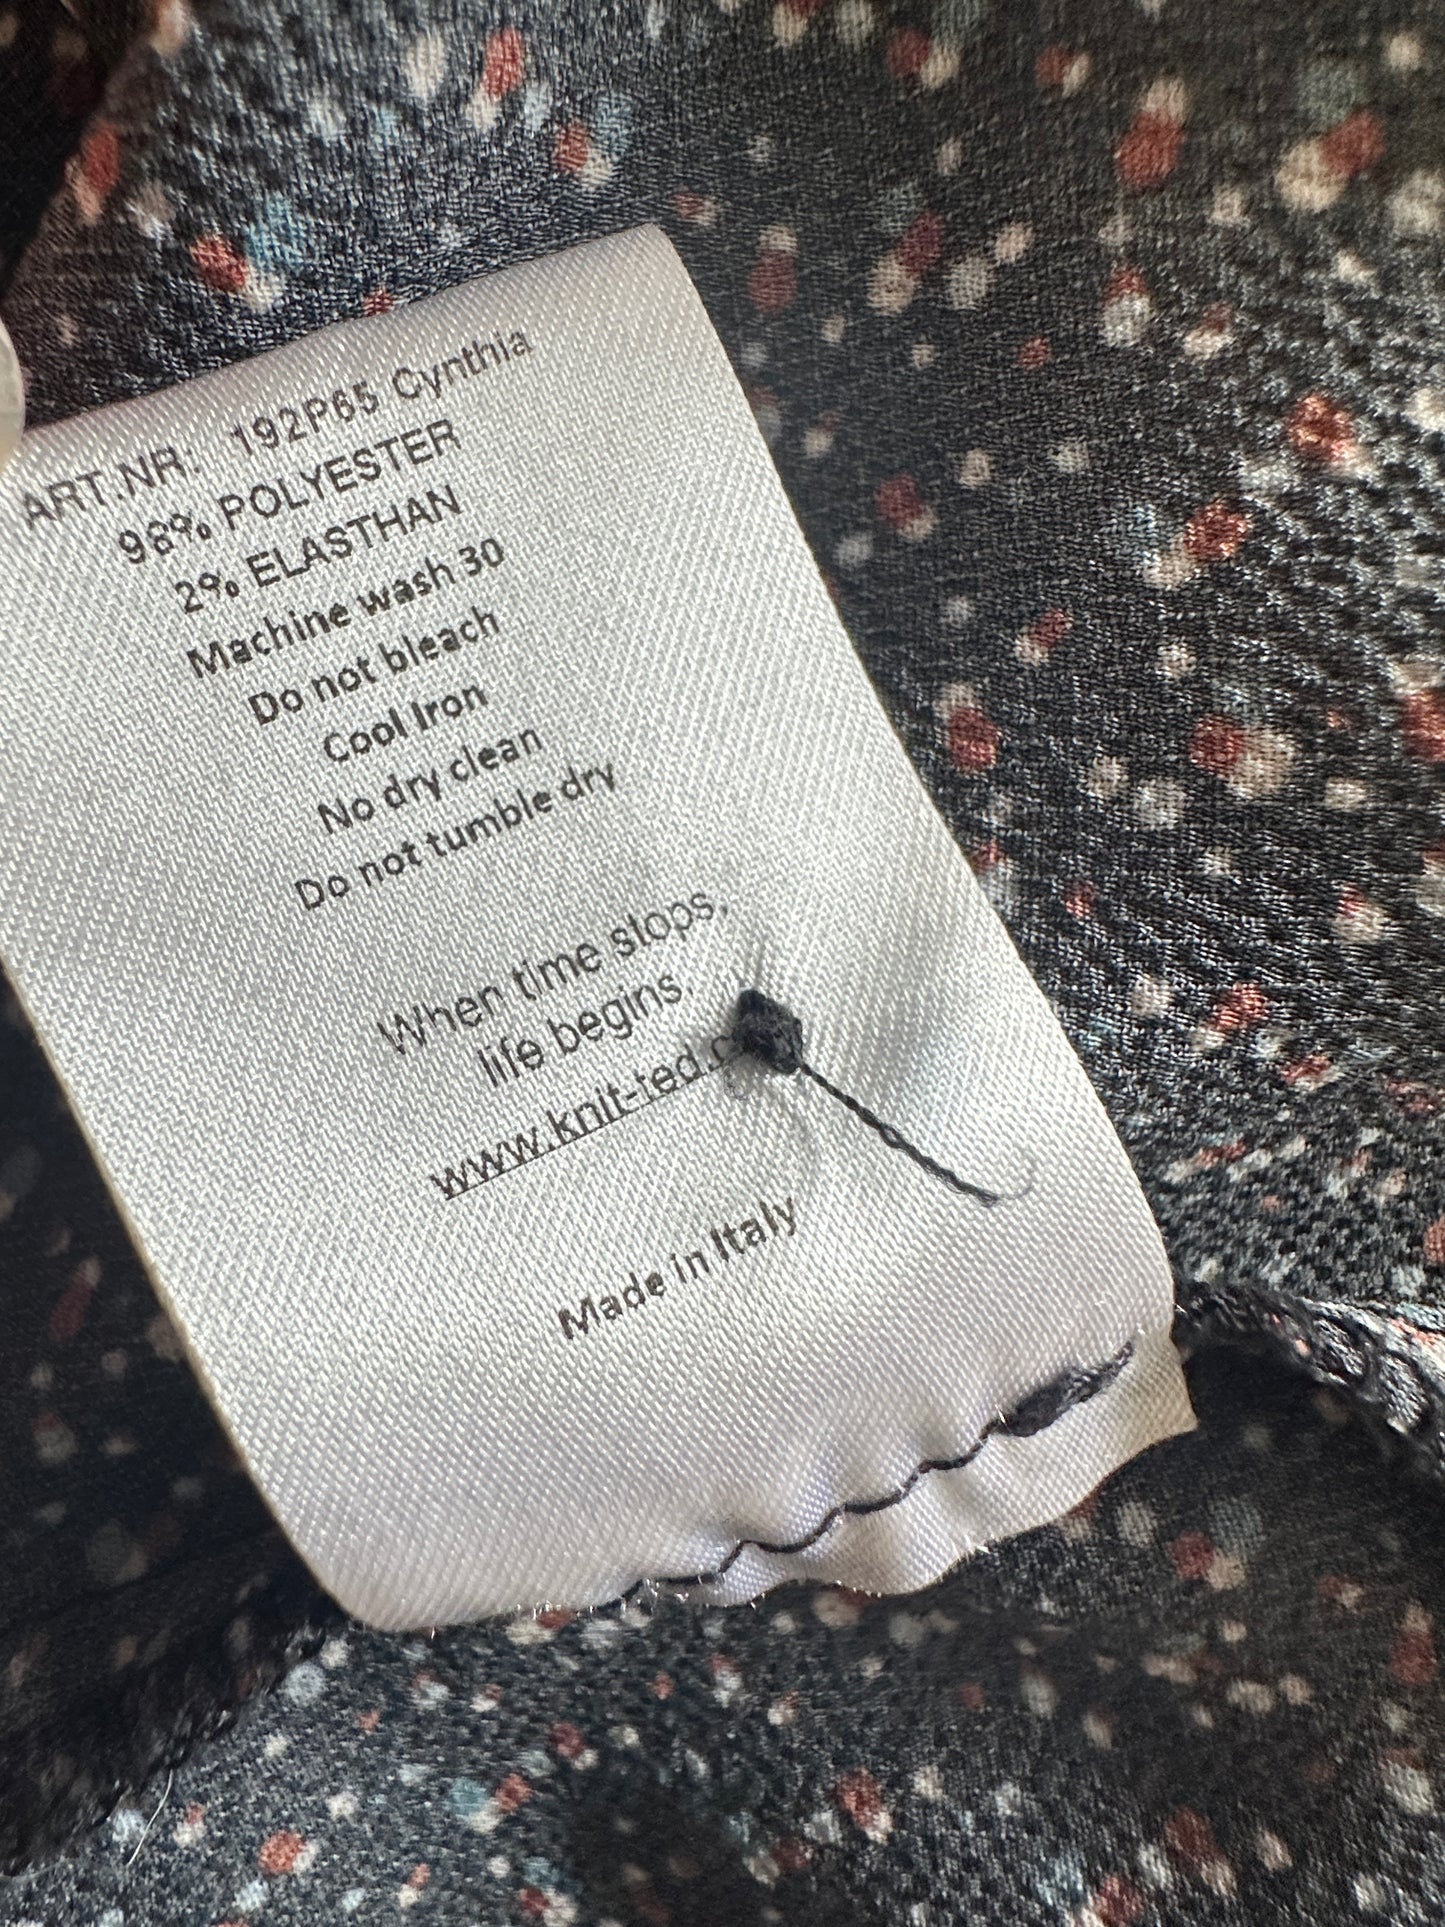 ART.NR: 192P65 Cynthia
98% POLYESTER
2% ELASTHAN
Machine wash 30
Do not bleach
Cool Iron
No dry clean
Do not tumble dry
When time stops,
life begins.
www.knit-ted.c
Made in Italy